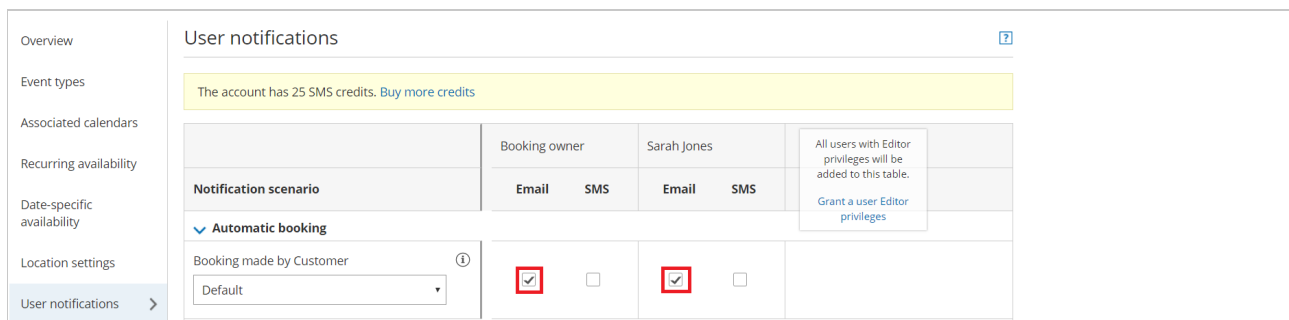 Overview
Event types
Associated calendars
Recurring availability
Date-specific
availability
Location settings
User notifications
User notifications
?
The account has 25 SMS credits. Buy more credits
Booking owner
Sarah Jones
All users with Editor
privileges will be
added to this table.
Grant a user Editor
privileges
Notification scenario
Email
SMS
Email
SMS
Automatic booking
Booking made by Customer
i
Default